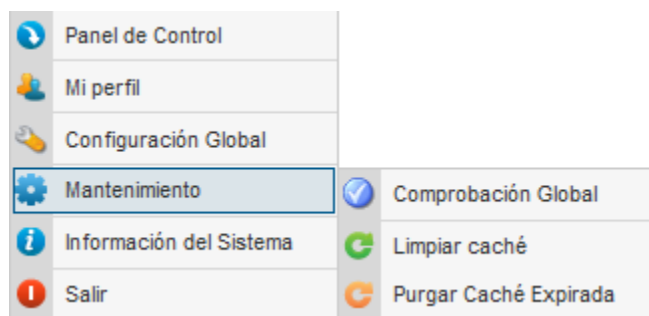 Panel de Control
Mi perfil
Configuración Global
Mantenimiento
Comprobación Global
Información del Sistema
Limpiar caché
Salir
Purgar Caché Expirada